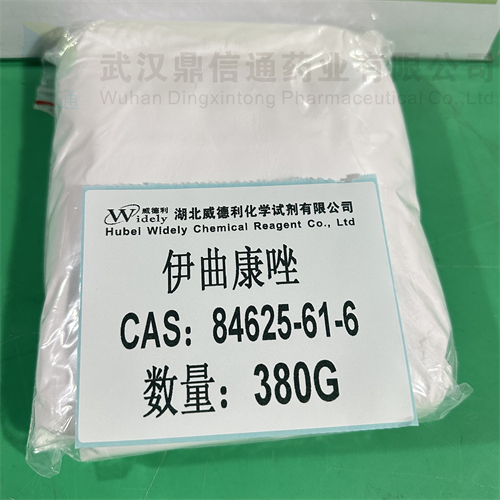 武汉鼎信通药业有限公司
Wuhan Dingxintong Pharmaceutical Co., Ltd
威德利
Widely
湖北威德利化学试剂有限公司
Hubei Widely Chemical Reagent Co., Ltd
伊曲康唑
CAS: 84625-61-6
数量: 380G